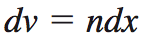 dv = ndx